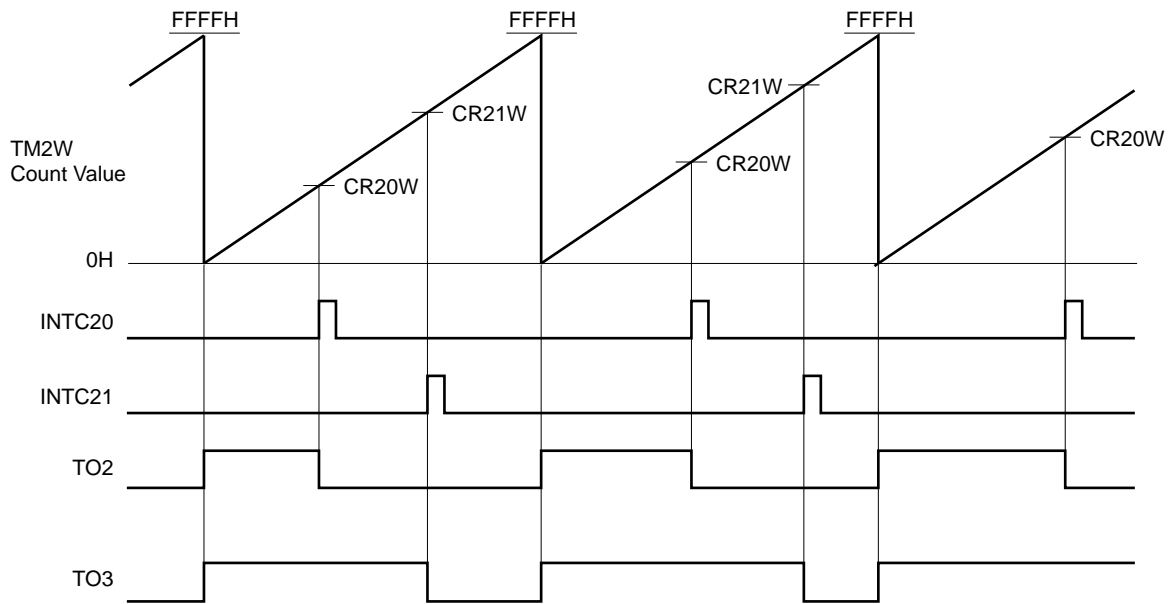 FFFFH FFFFH FFFFH
CR21W
CR21W
TM2W
Count Value
CR20W
CR20W
CR20W
0H
INTC20
INTC21
TO2
TO3